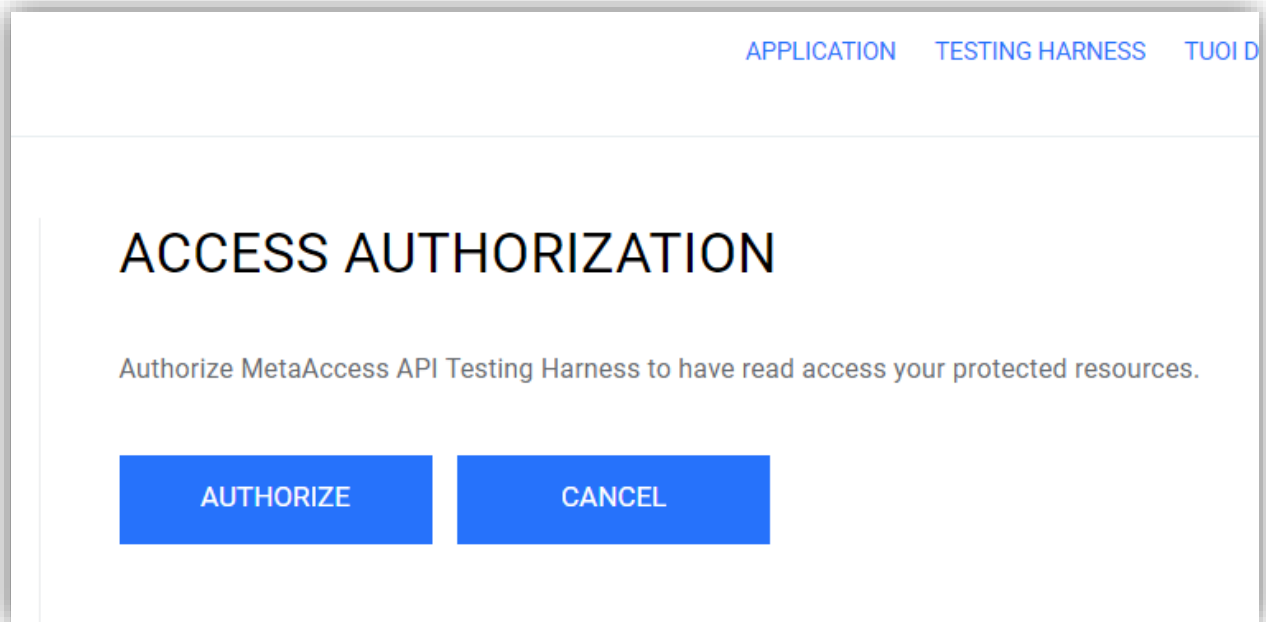 APPLICATION TESTING HARNESS TUOI D
ACCESS AUTHORIZATION
Authorize MetaAccess API Testing Harness to have read access your protected resources.
AUTHORIZE CANCEL